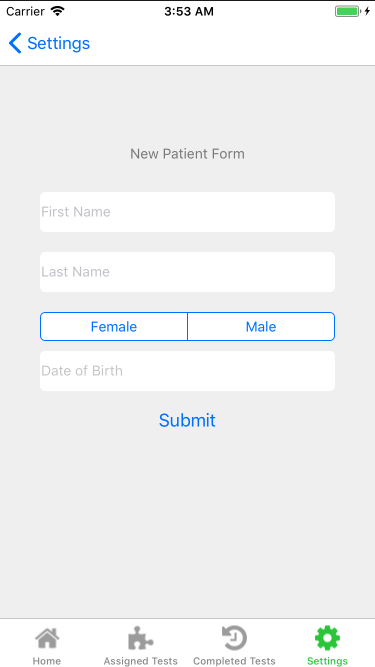 Carrier 3:53 AM
Settings
New Patient Form
First Name
Last Name
Female Male
Date of Birth
Submit
Home Assigned Tests Completed Tests Settings